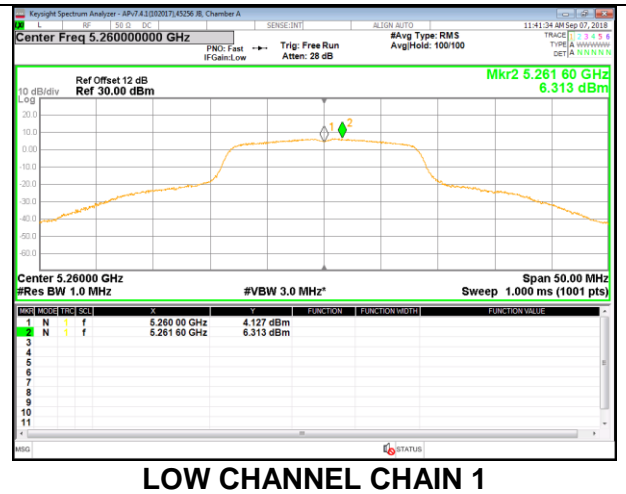 Keysight Spectrum Analyzer - APv7.4.1(102017),45256 JB, Chamber A
L RF 50 Ω DC SENSE:INT ALIGN AUTO 11:41:34 AM Sep 07, 2018
Center Freq 5.260000000 GHz #Avg Type: RMS TRACE 1 2 3 4 5 6
PNO: Fast Trig: Free Run Avg|Hold: 100/100 TYPE A WWWWW
IFGain:Low Atten: 28 dB DET A N N N N N
Mkr2 5.261 60 GHz
Ref Offset 12 dB
10 dB/div Ref 30.00 dBm 6.313 dBm
Log
20.0
10.0
1 2
0.00
-10.0
-20.0
-30.0
-40.0
-50.0
-60.0
Center 5.26000 GHz Span 50.00 MHz
#Res BW 1.0 MHz #VBW 3.0 MHz* Sweep 1.000 ms (1001 pts)
MKR MODE TRC SCL X Y FUNCTION FUNCTION WIDTH FUNCTION VALUE
1 N 1 f 5.260 00 GHz 4.127 dBm
2 N 1 f 5.261 60 GHz 6.313 dBm
3
4
5
6
7
8
9
10
11
MSG STATUS
LOW CHANNEL CHAIN 1